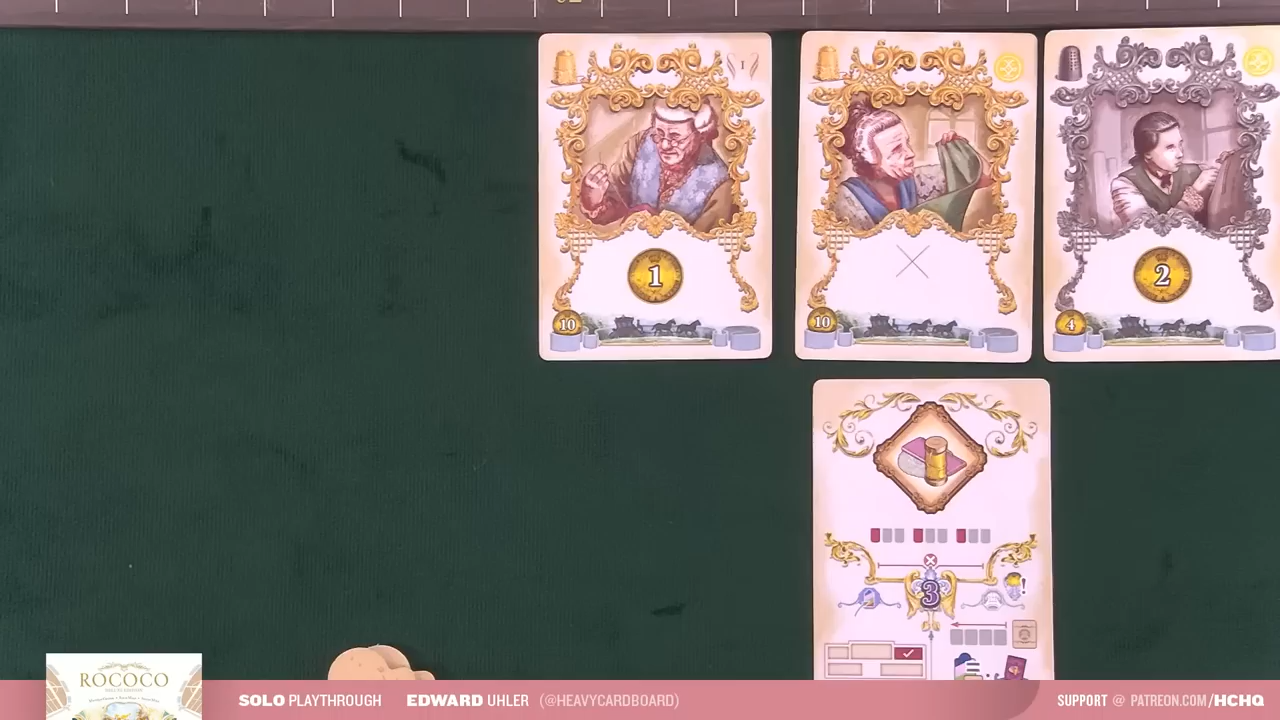 I
1
2
10
10
4
3
!
ROCOCO
SOLO PLAYTHROUGH EDWARD UHLER (@HEAVYCARDBOARD) SUPPORT @ PATREON.COM/HCHQ